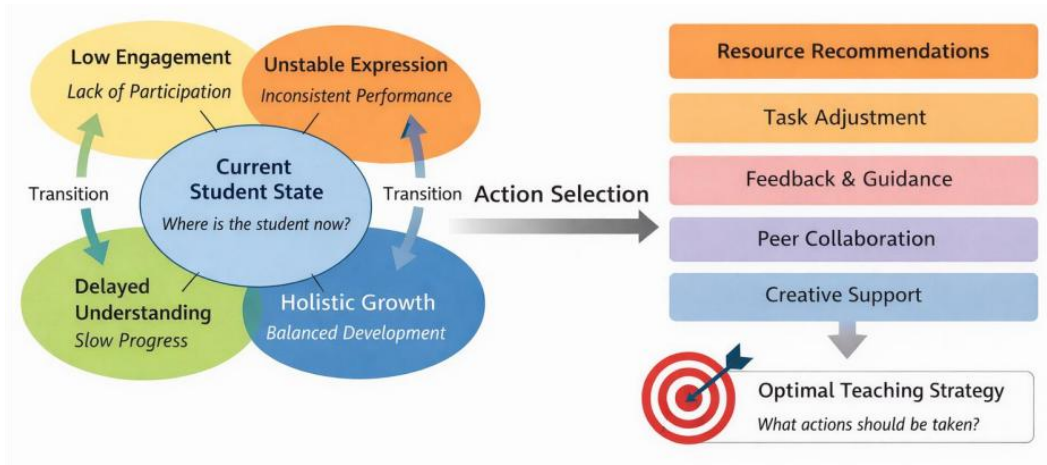 Low Engagement
Lack of Participation
Unstable Expression
Inconsistent Performance
Current
Student State
Where is the student now?
Transition
Transition
Delayed
Understanding
Slow Progress
Holistic Growth
Balanced Development
Action Selection
Resource Recommendations
Task Adjustment
Feedback & Guidance
Peer Collaboration
Creative Support
Optimal Teaching Strategy
What actions should be taken?